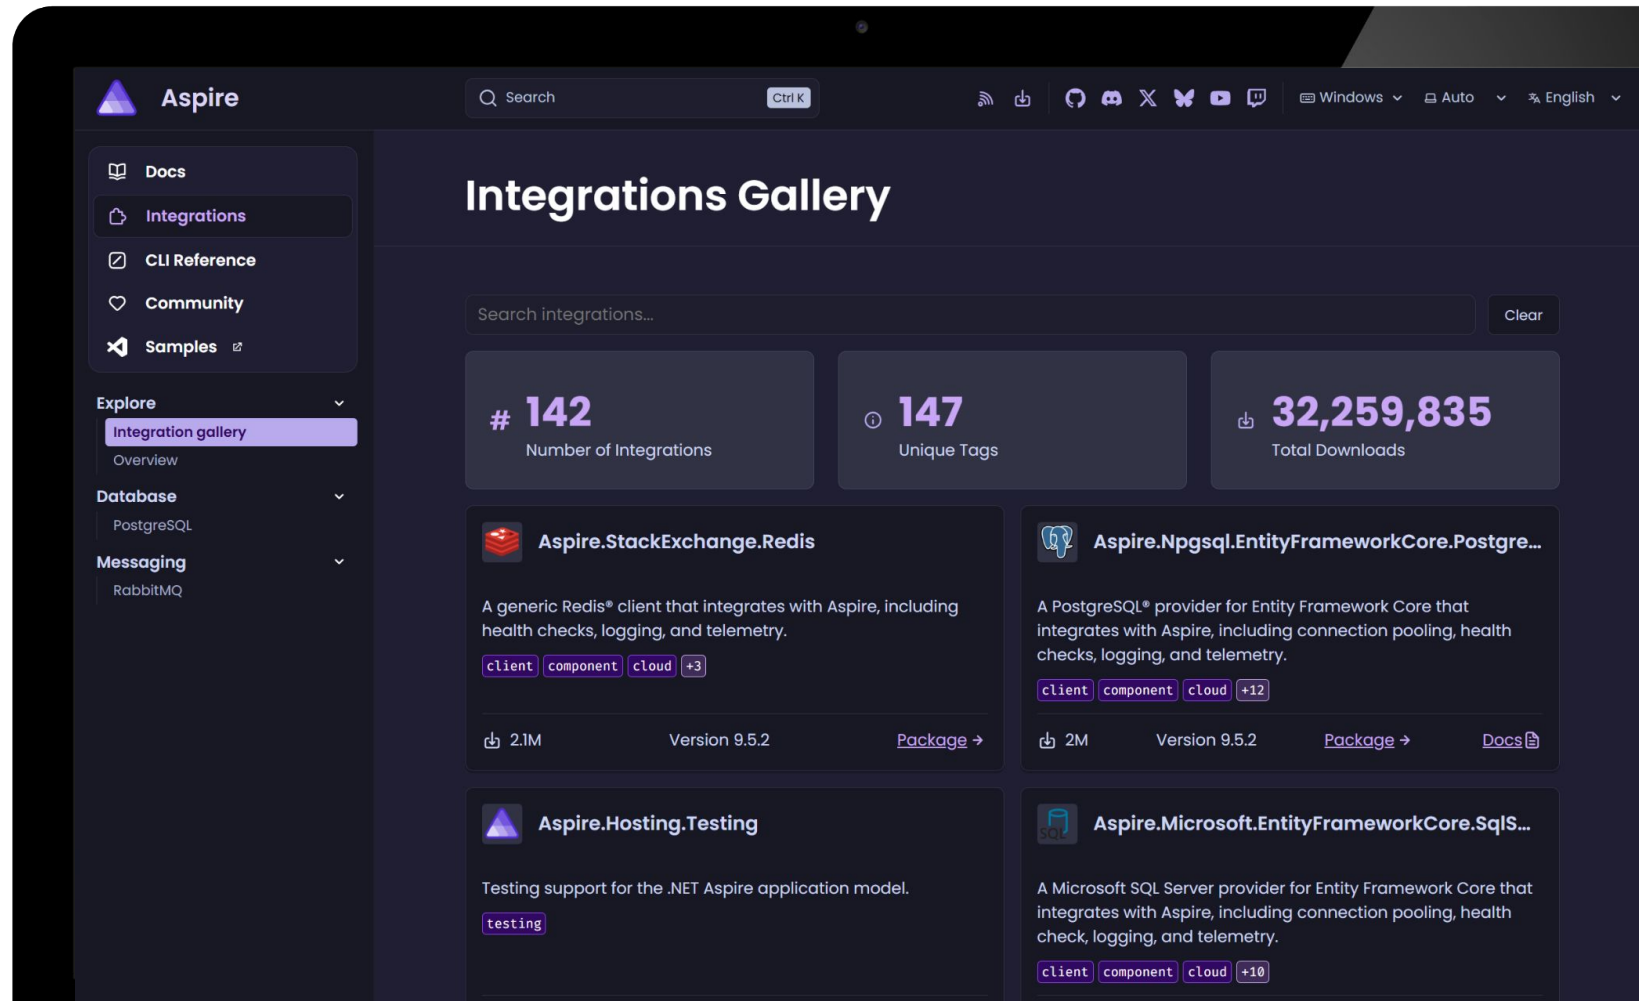 Aspire
Search
Ctrl K
Windows
Auto
English
Docs
Integrations
CLI Reference
Community
Samples
Explore
Integration gallery
Overview
Database
PostgreSQL
Messaging
RabbitMQ
Integrations Gallery
Search integrations...
Clear
# 142
Number of Integrations
147
Unique Tags
32,259,835
Total Downloads
Aspire.StackExchange.Redis
A generic Redis® client that integrates with Aspire, including
health checks, logging, and telemetry.
client component cloud +3
2.1M Version 9.5.2 Package →
Aspire.Npgsql.EntityFrameworkCore.Postgre...
A PostgreSQL® provider for Entity Framework Core that
integrates with Aspire, including connection pooling, health
checks, logging, and telemetry.
client component cloud +12
2M Version 9.5.2 Package → Docs
Aspire.Hosting.Testing
Testing support for the .NET Aspire application model.
testing
SQL
Aspire.Microsoft.EntityFrameworkCore.SqlS...
A Microsoft SQL Server provider for Entity Framework Core that
integrates with Aspire, including connection pooling, health
check, logging, and telemetry.
client component cloud +10